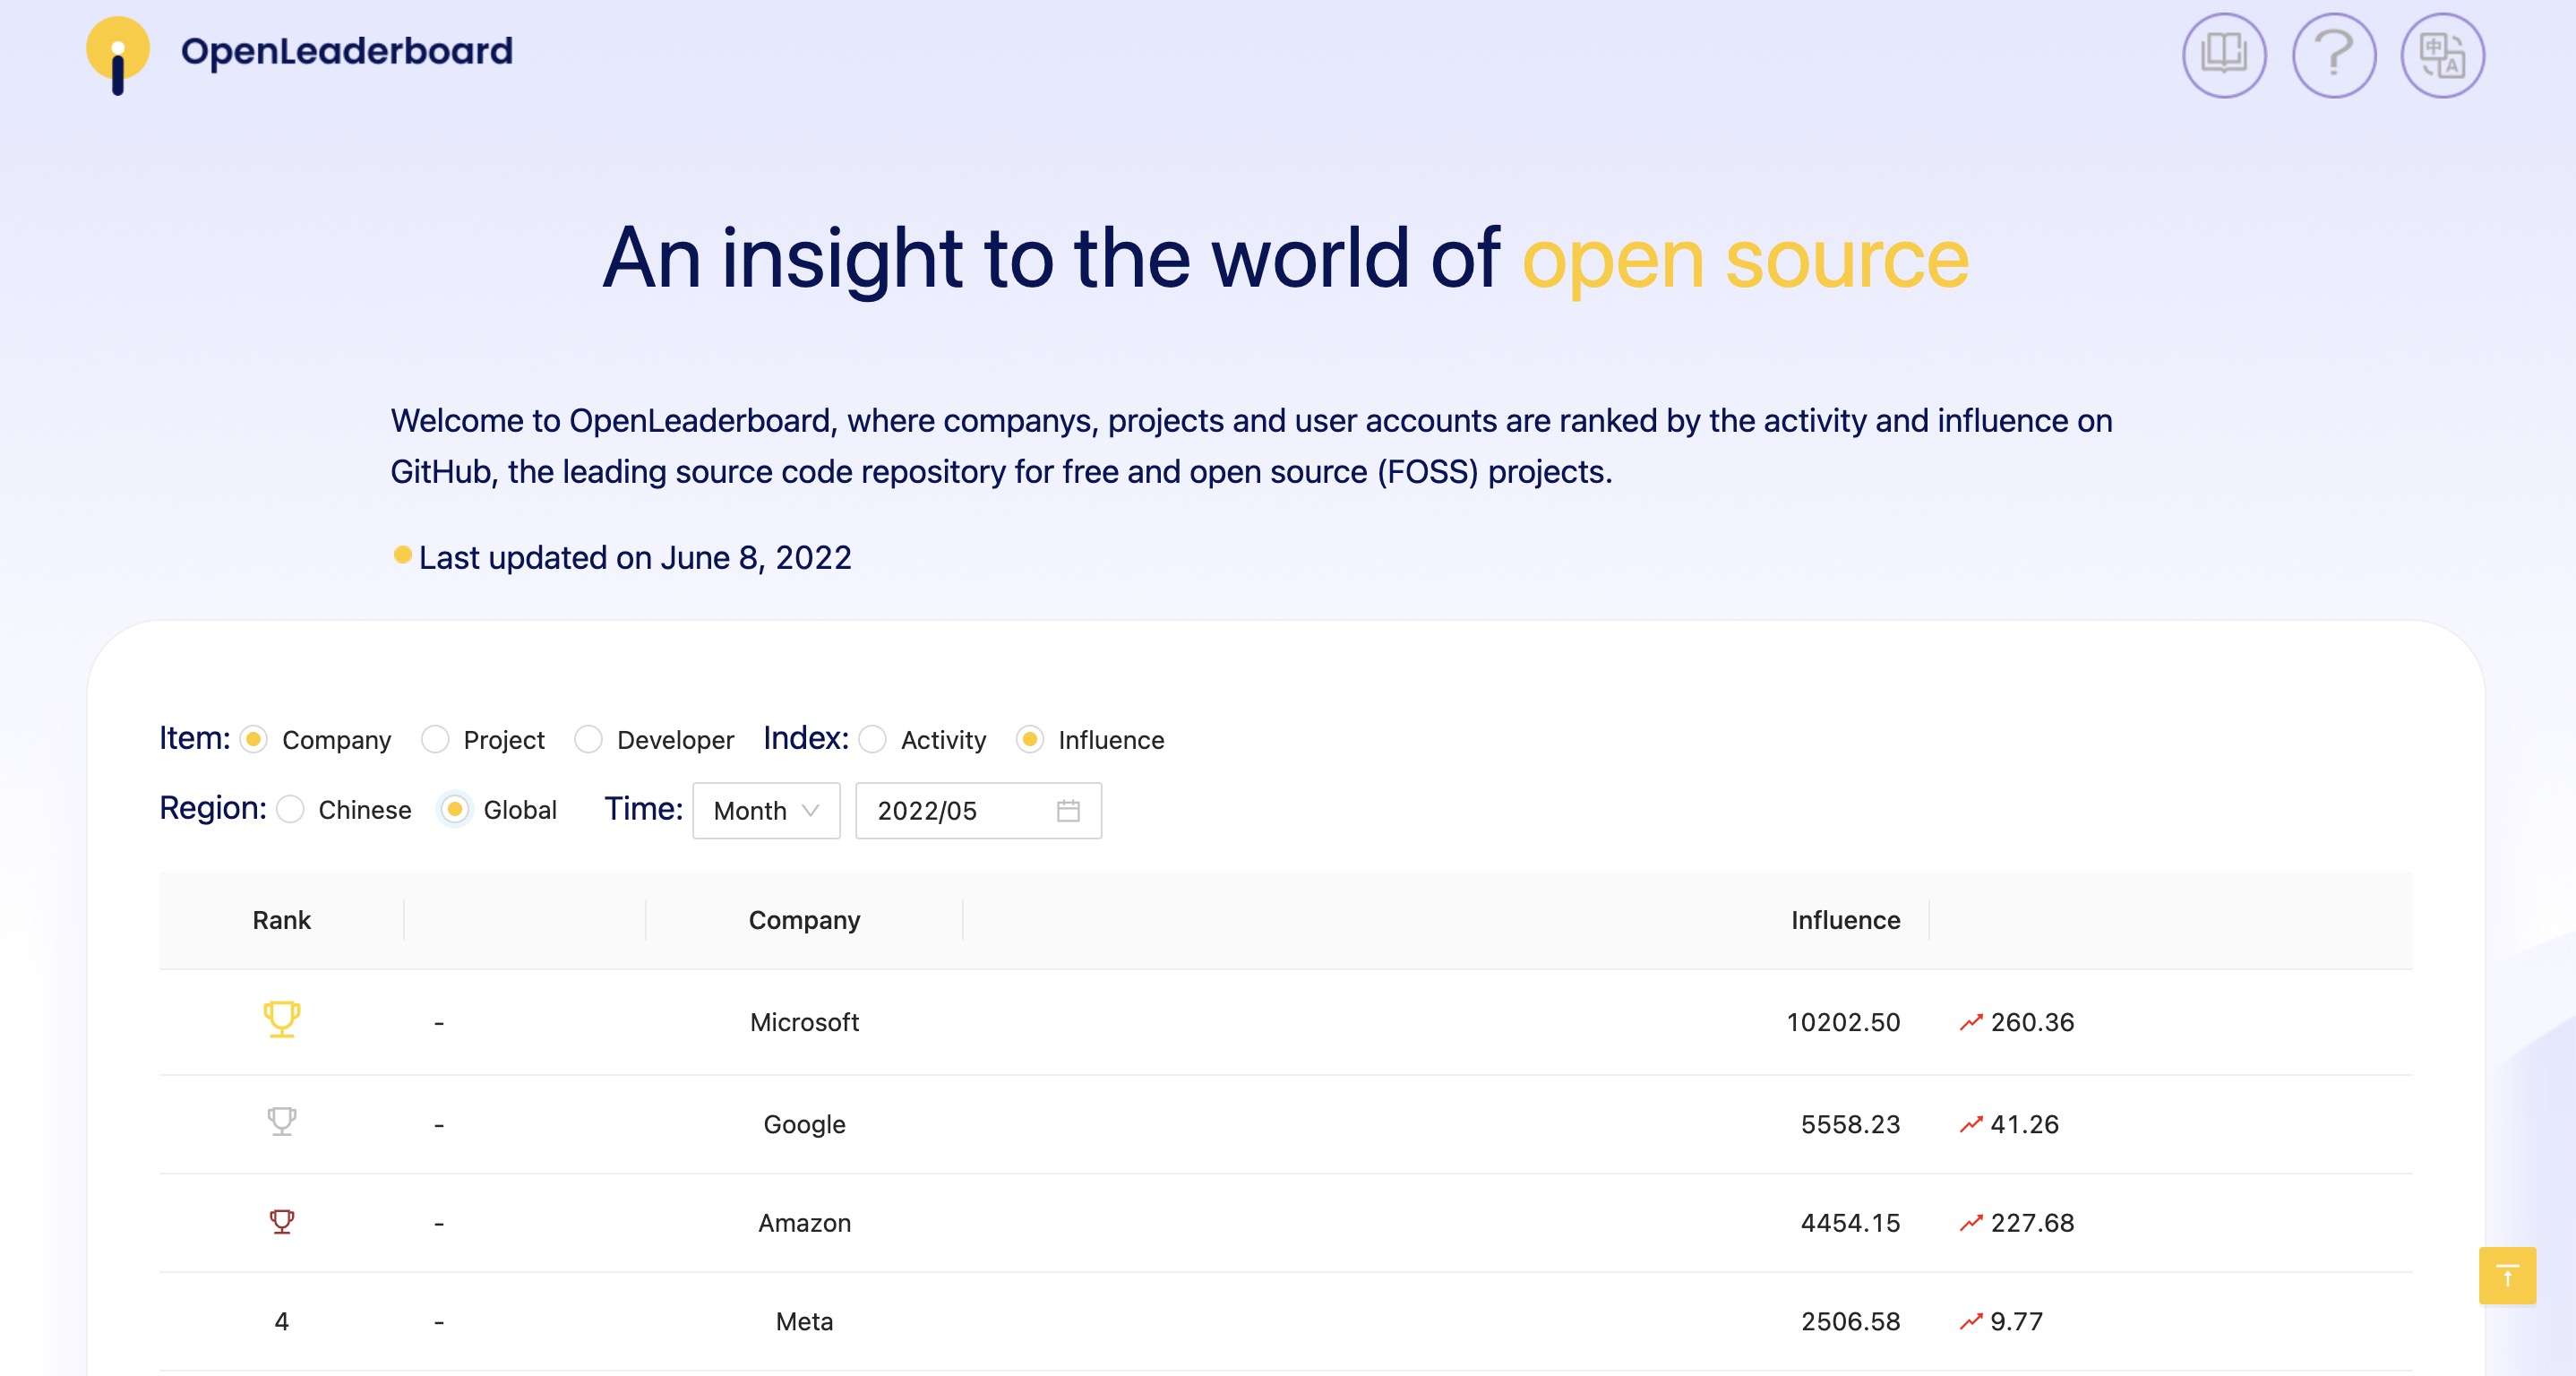 OpenLeaderboard
中
A
An insight to the world of open source
Welcome to OpenLeaderboard, where companys, projects and user accounts are ranked by the activity and influence on
GitHub, the leading source code repository for free and open source (FOSS) projects.
Last updated on June 8, 2022
Item: Company Project Developer Index: Activity Influence
Region: Chinese Global Time: Month 2022/05
Rank Company Influence
- Microsoft 10202.50 260.36
- Google 5558.23 41.26
- Amazon 4454.15 227.68
4 - Meta 2506.58 9.77